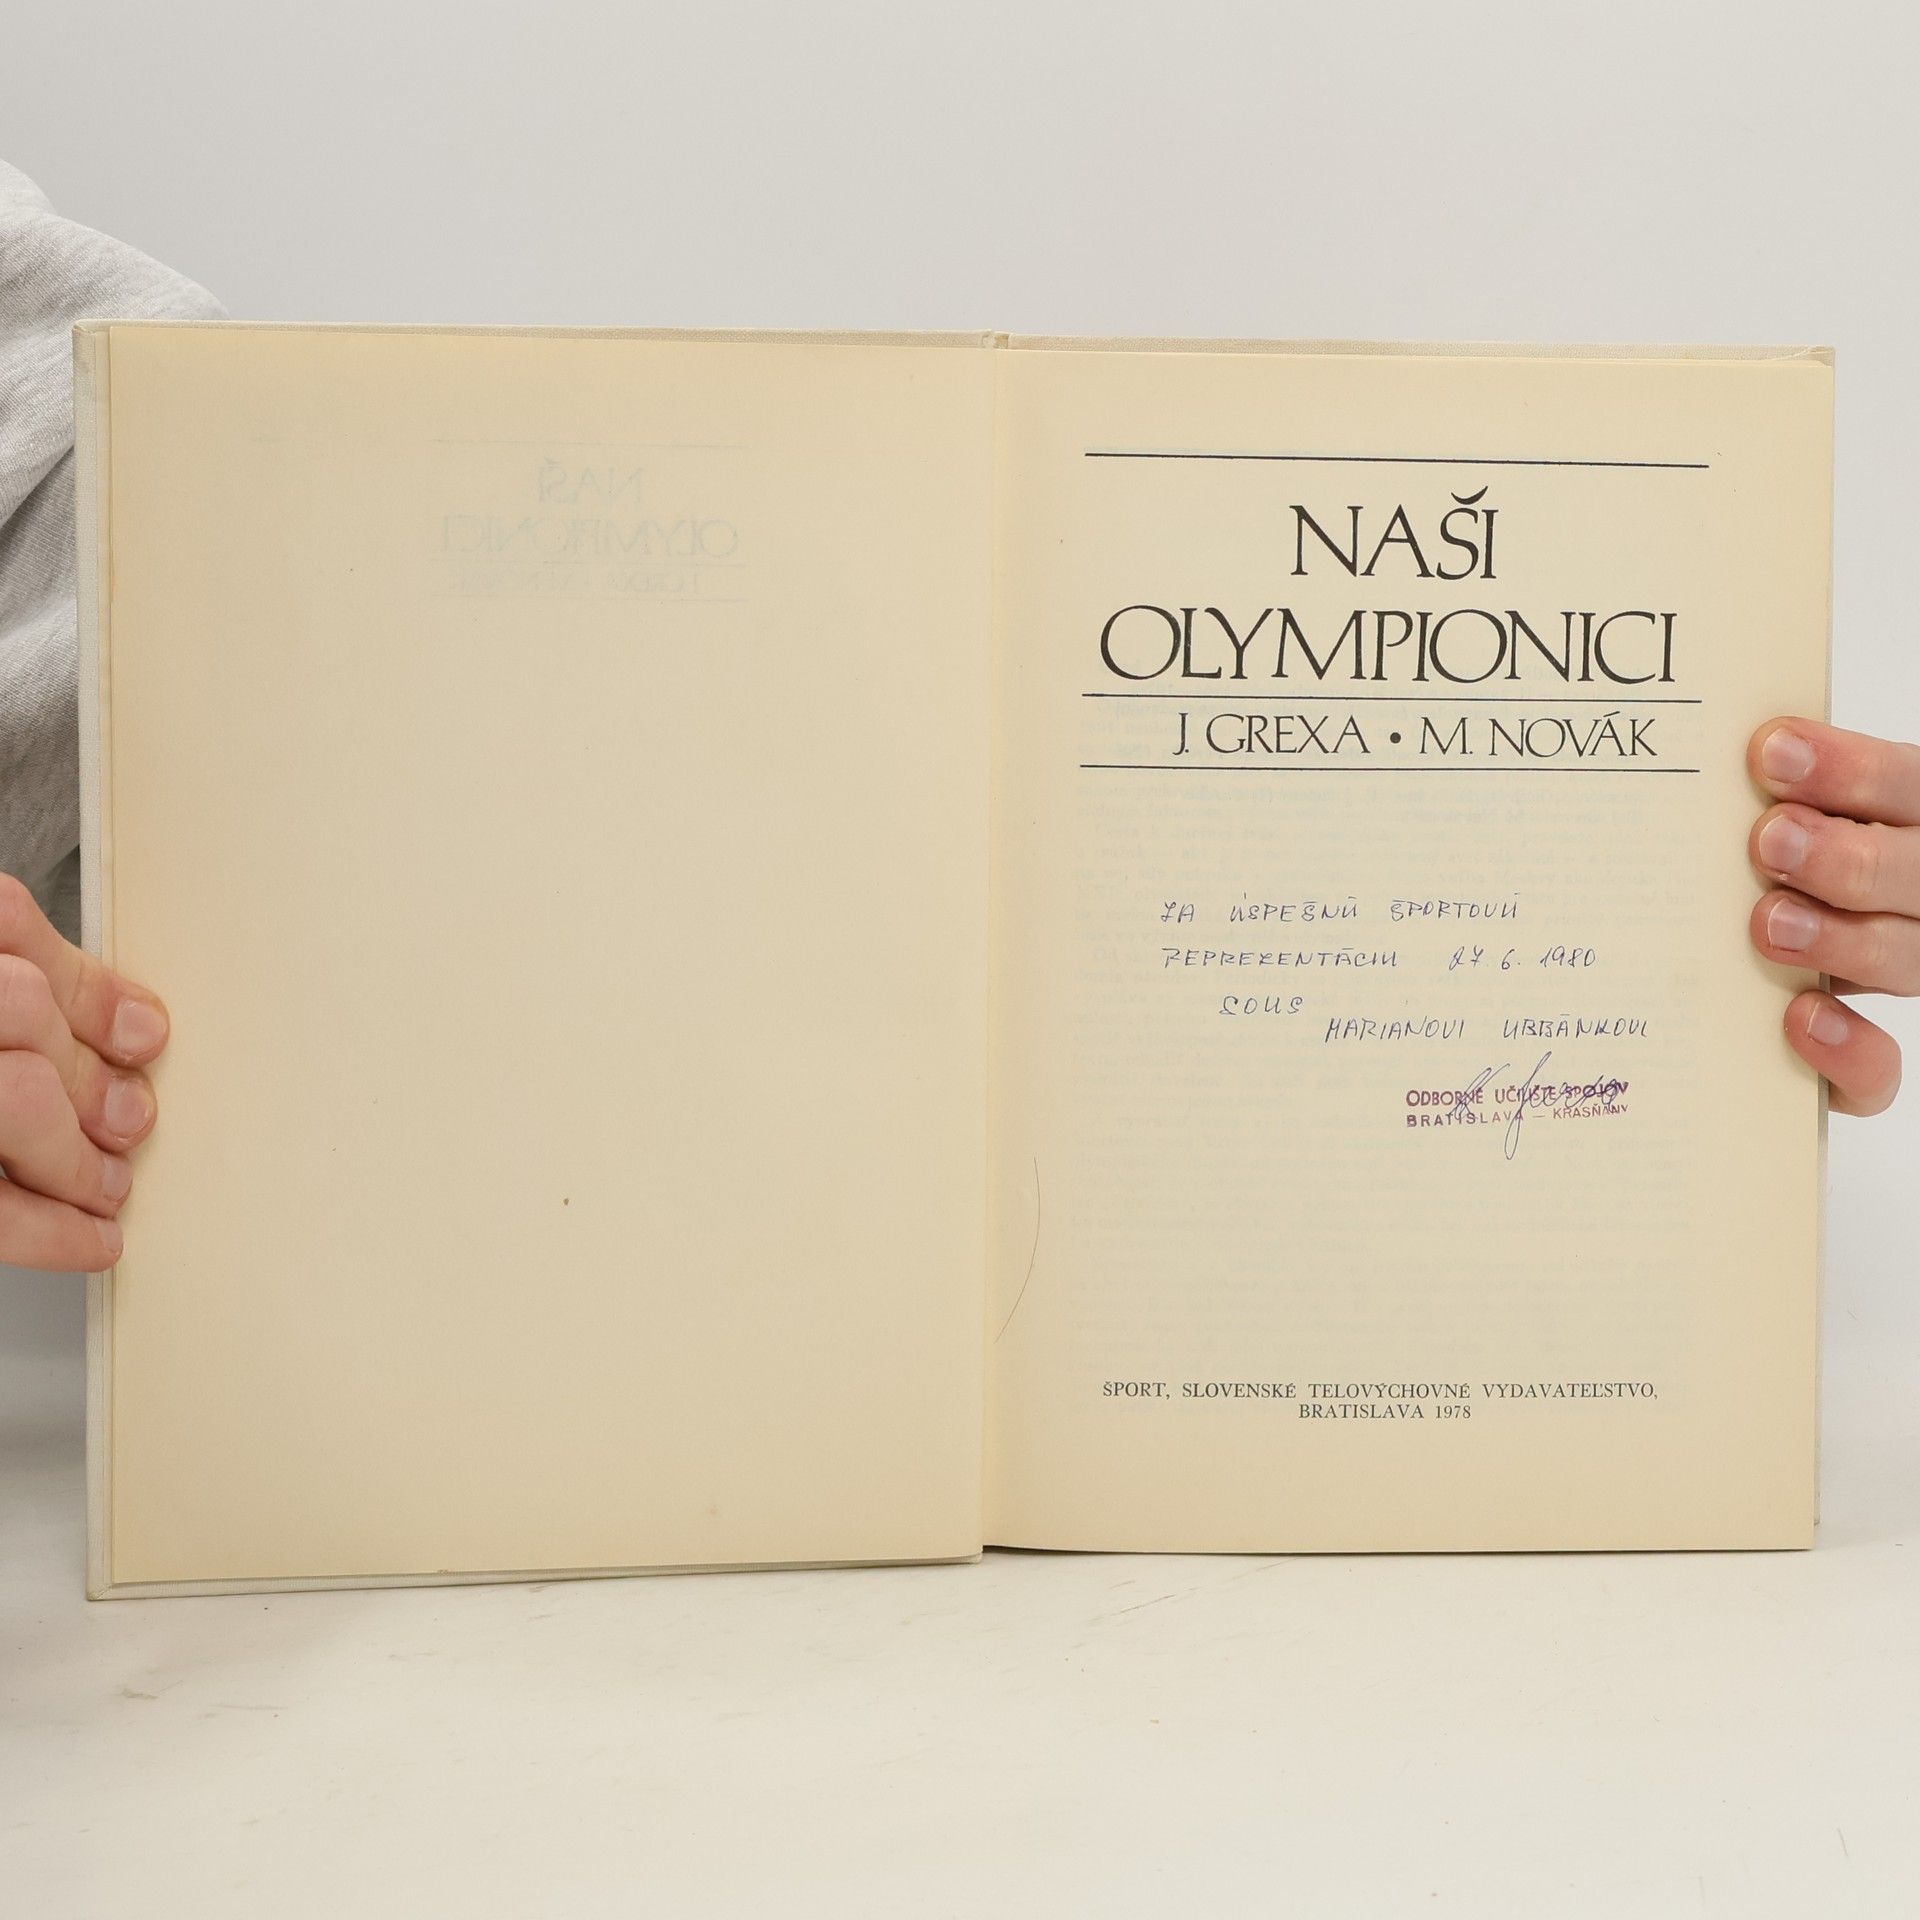 NAŠI
OLYMPIONICI
J. GREXA • M. NOVÁK
ZA ÚSPEŠNÚ ŠPORTOVÚ
REPREZENTÁCIU 27. 6. 1980
SOUS
MARIANOVI URBÁNKOVI
ODBORNÉ UČILIŠTE SPOJOV
BRATISLAVA — KRASŇANY
ŠPORT, SLOVENSKÉ TELOVÝCHOVNÉ VYDAVATEĽSTVO,
BRATISLAVA 1978